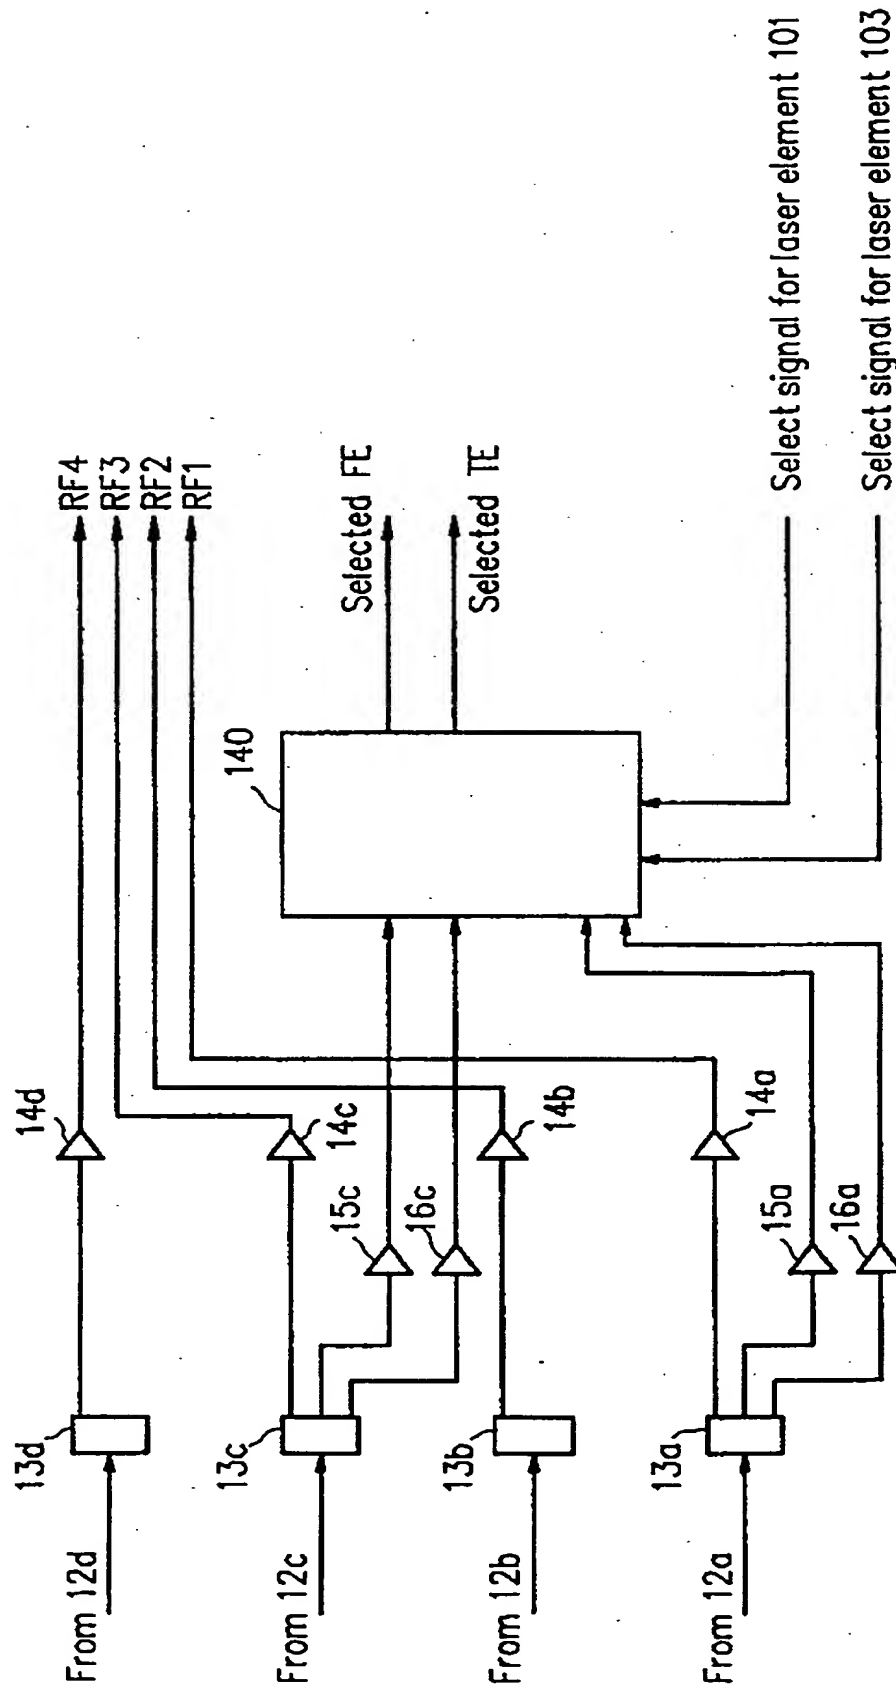 From 12d
13d
14d
RF4
RF3
RF2
RF1
From 12c
13c
14c
15c
16c
140
Selected FE
Selected TE
From 12b
13b
14b
From 12a
13a
14a
15a
16a
Select signal for laser element 101
Select signal for laser element 103